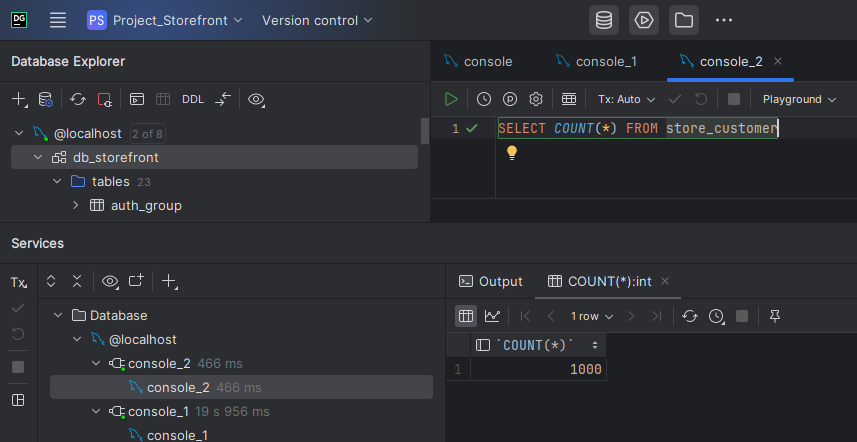 DG PS Project_Storefront Version control
Database Explorer
DDL
@localhost 2 of 8
db_storefront
tables 23
auth_group
console console_1 console_2
Tx: Auto Playground
1 SELECT COUNT(*) FROM store_customer
Services
Tx
Database
@localhost
console_2 466 ms
console_2 466 ms
console_1 19 s 956 ms
console_1
Output COUNT(*):int
1 row
`COUNT(*)`
1 1000